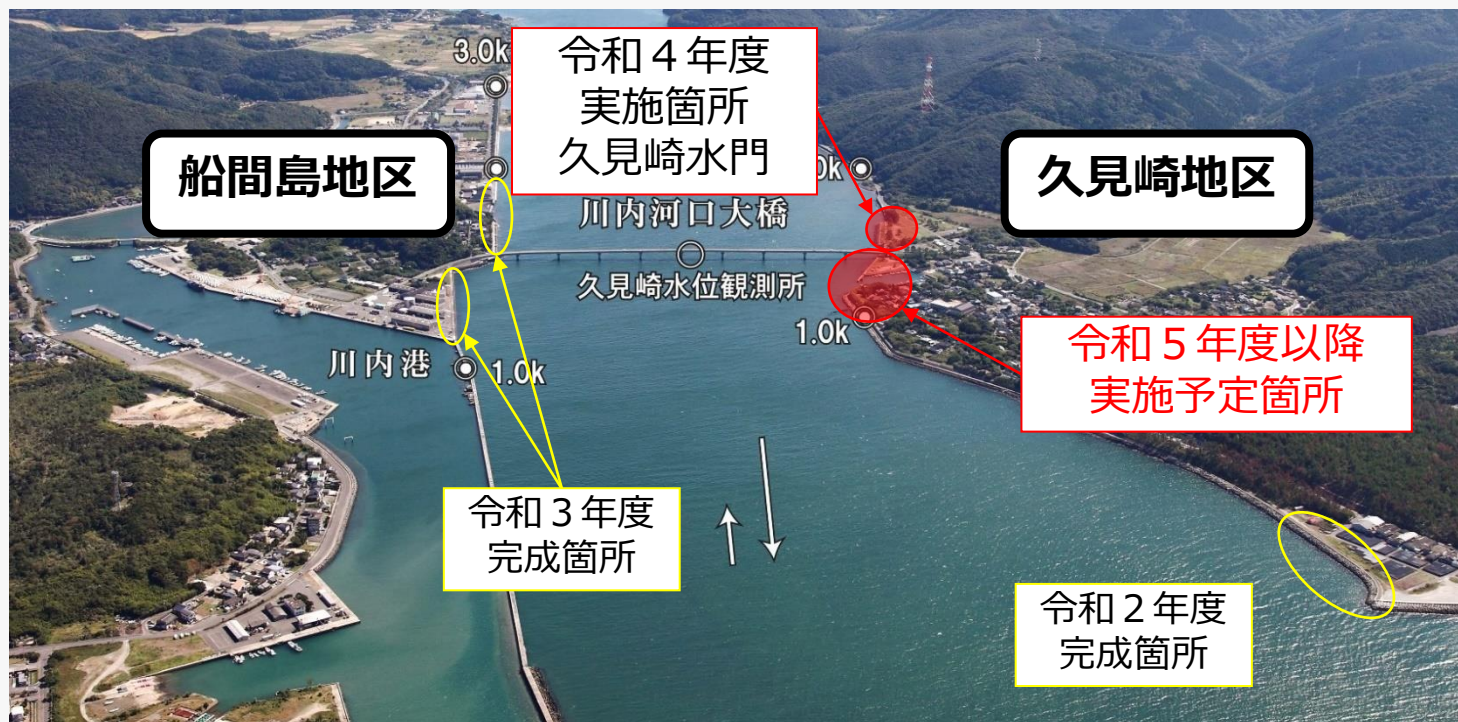 3.0k
令和４年度
実施箇所
久見崎水門
船間島地区
久見崎地区
0k
川内河口大橋
久見崎水位観測所
1.0k
令和５年度以降
実施予定箇所
川内港
1.0k
令和３年度
完成箇所
令和２年度
完成箇所